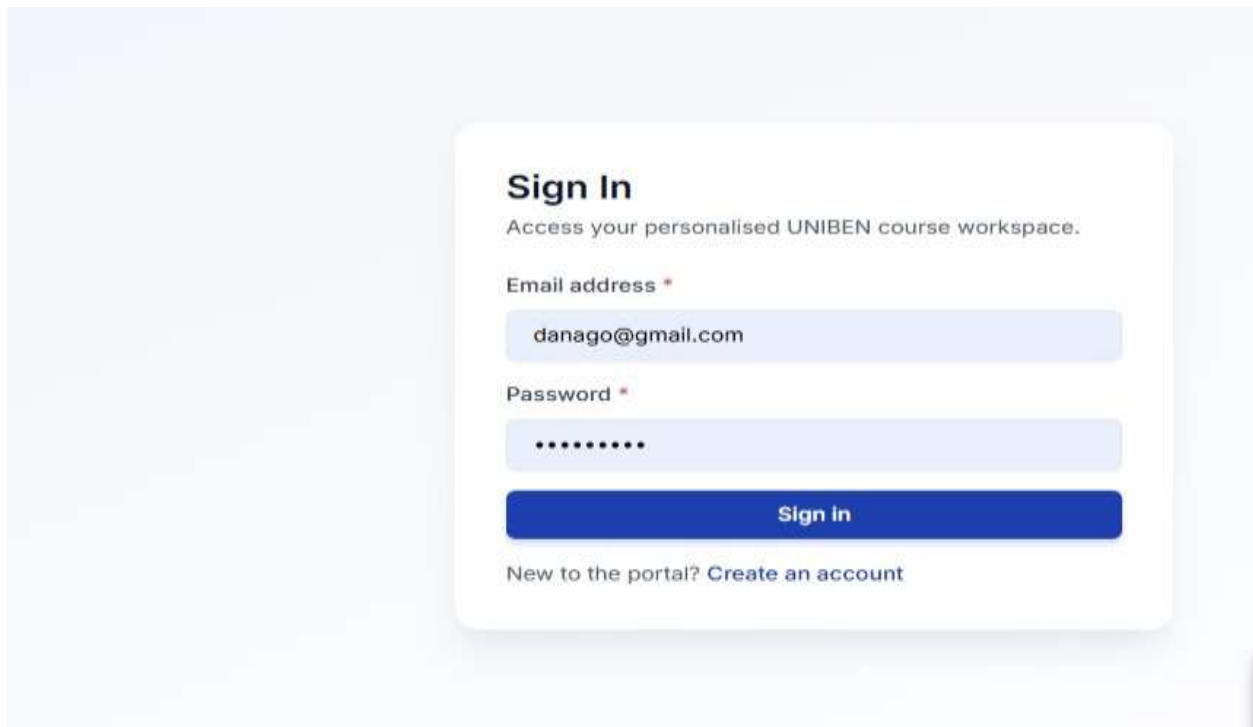 Sign In
Access your personalised UNIBEN course workspace.
Email address *
danago@gmail.com
Password *
•••••••••
Sign in
New to the portal? Create an account